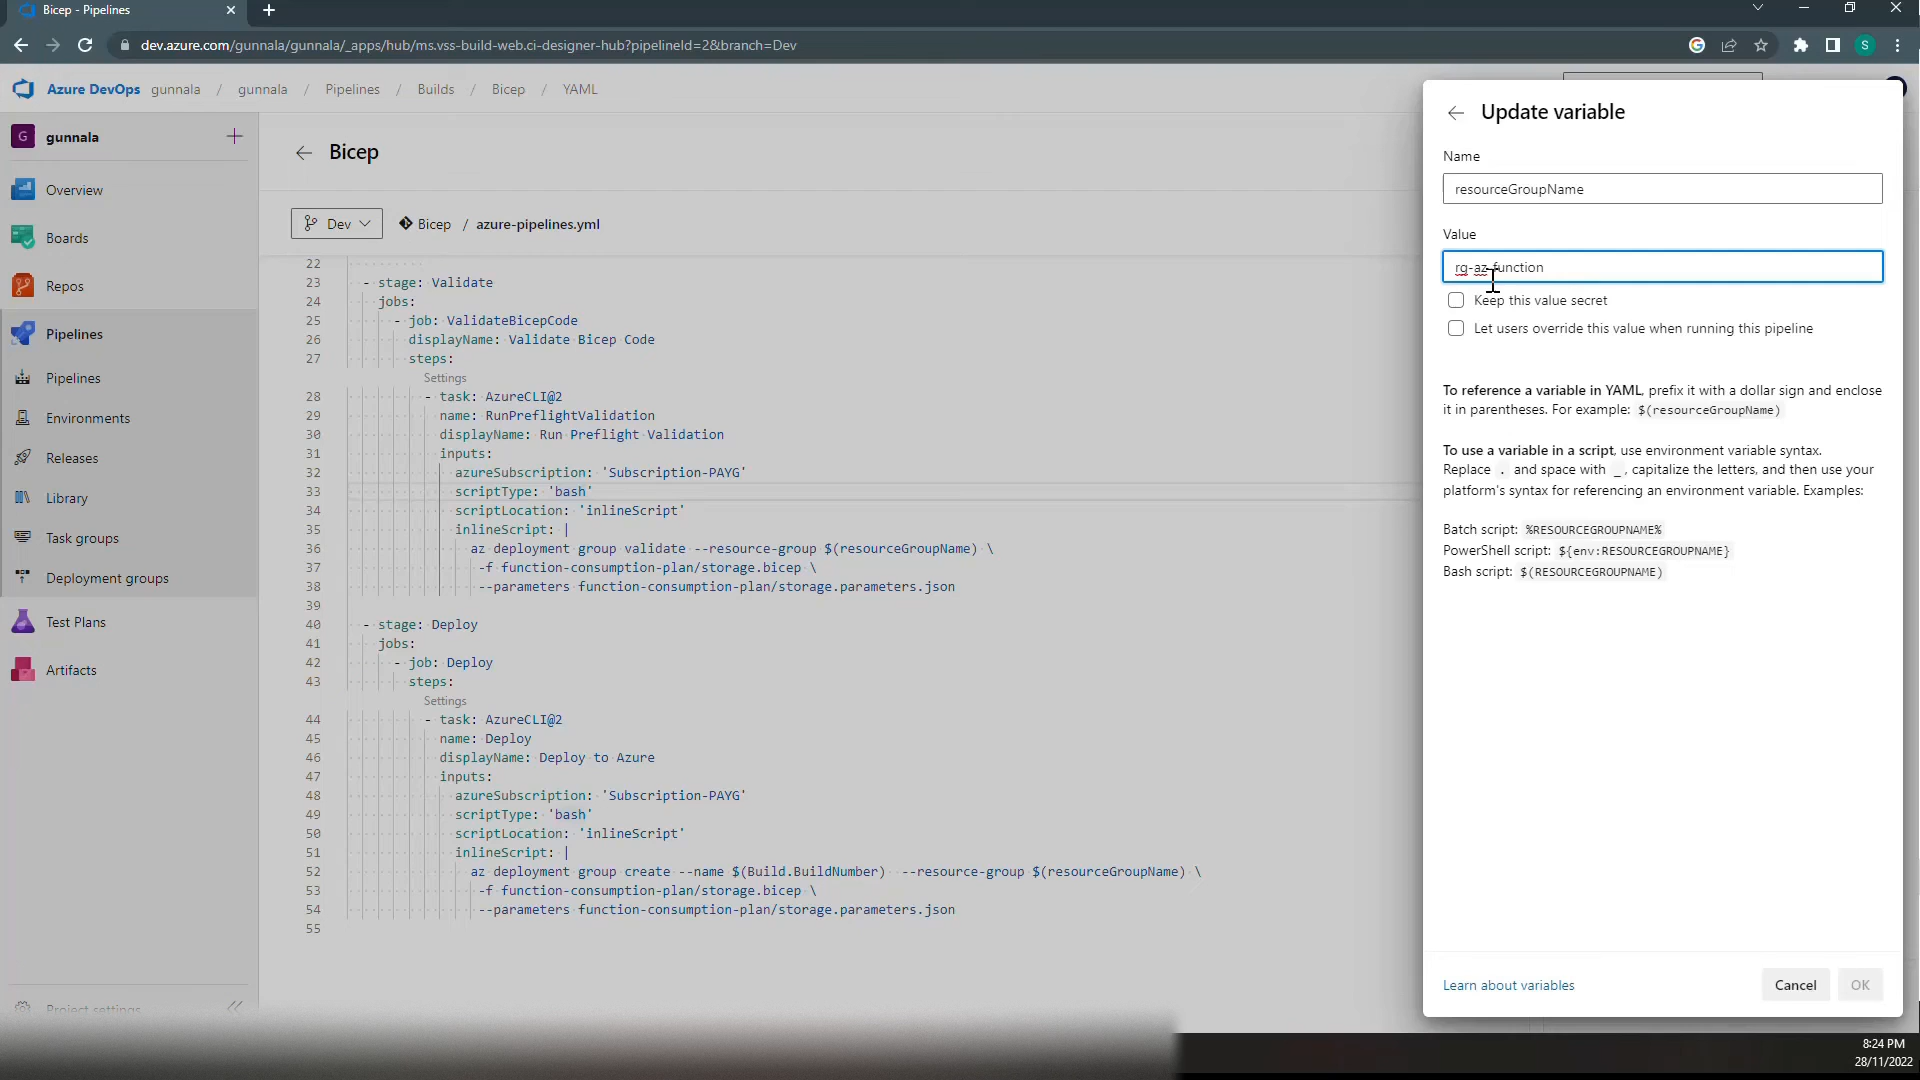 Bicep - Pipelines
dev.azure.com/gunnala/gunnala/_apps/hub/ms.vss-build-web.ci-designer-hub?pipelineId=2&branch=Dev
S
Azure DevOps gunnala / gunnala / Pipelines / Builds / Bicep / YAML
G gunnala
Overview
Boards
Repos
Pipelines
Pipelines
Environments
Releases
Library
Task groups
Deployment groups
Test Plans
Artifacts
Project settings
Bicep
Dev Bicep / azure-pipelines.yml
22
23 - stage: Validate
24 jobs:
25 - job: ValidateBicepCode
26 displayName: Validate Bicep Code
27 steps:
Settings
28 - task: AzureCLI@2
29 name: RunPreflightValidation
30 displayName: Run Preflight Validation
31 inputs:
32 azureSubscription: 'Subscription-PAYG'
33 scriptType: 'bash'
34 scriptLocation: 'inlineScript'
35 inlineScript: |
36 az deployment group validate --resource-group $(resourceGroupName) \
37 -f function-consumption-plan/storage.bicep \
38 --parameters function-consumption-plan/storage.parameters.json
39
40 - stage: Deploy
41 jobs:
42 - job: Deploy
43 steps:
Settings
44 - task: AzureCLI@2
45 name: Deploy
46 displayName: Deploy to Azure
47 inputs:
48 azureSubscription: 'Subscription-PAYG'
49 scriptType: 'bash'
50 scriptLocation: 'inlineScript'
51 inlineScript: |
52 az deployment group create --name $(Build.BuildNumber) --resource-group $(resourceGroupName) \
53 -f function-consumption-plan/storage.bicep \
54 --parameters function-consumption-plan/storage.parameters.json
55
Update variable
Name
resourceGroupName
Value
rg-az-function
Keep this value secret
Let users override this value when running this pipeline
To reference a variable in YAML, prefix it with a dollar sign and enclose
it in parentheses. For example: $(resourceGroupName)
To use a variable in a script, use environment variable syntax.
Replace . and space with _, capitalize the letters, and then use your
platform's syntax for referencing an environment variable. Examples:
Batch script: %RESOURCEGROUPNAME%
PowerShell script: ${env:RESOURCEGROUPNAME}
Bash script: $(RESOURCEGROUPNAME)
Learn about variables
Cancel
OK
8:24 PM
28/11/2022